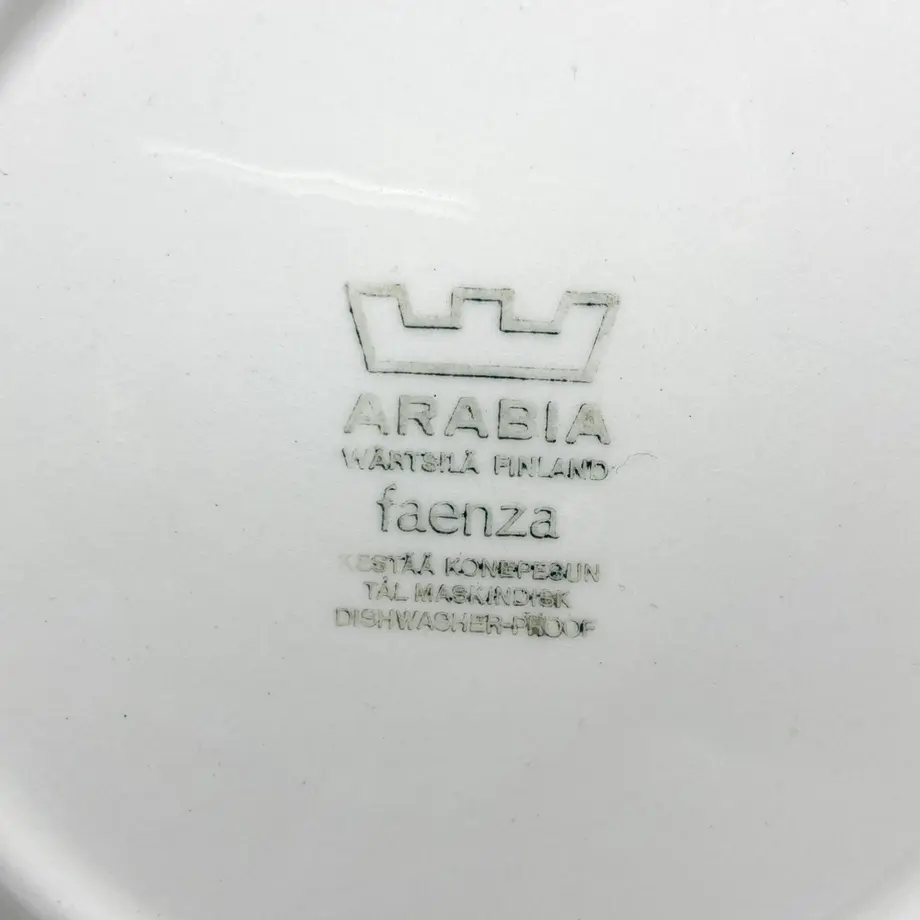 ARABIA
WÄRTSILÄ FINLAND
faenza
KESTÄÄ KONEPESUN
TÅL MASKINDISK
DISHWASHER-PROOF